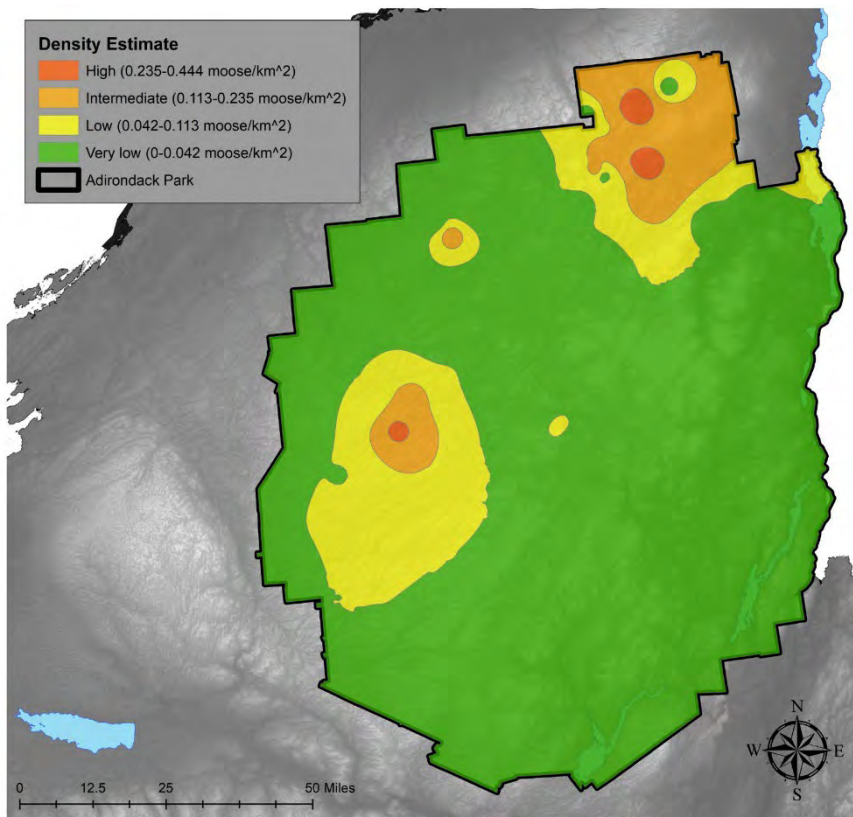 Density Estimate
High (0.235-0.444 moose/km^2)
Intermediate (0.113-0.235 moose/km^2)
Low (0.042-0.113 moose/km^2)
Very low (0-0.042 moose/km^2)
Adirondack Park
N
W E
S
0 12.5 25 50 Miles